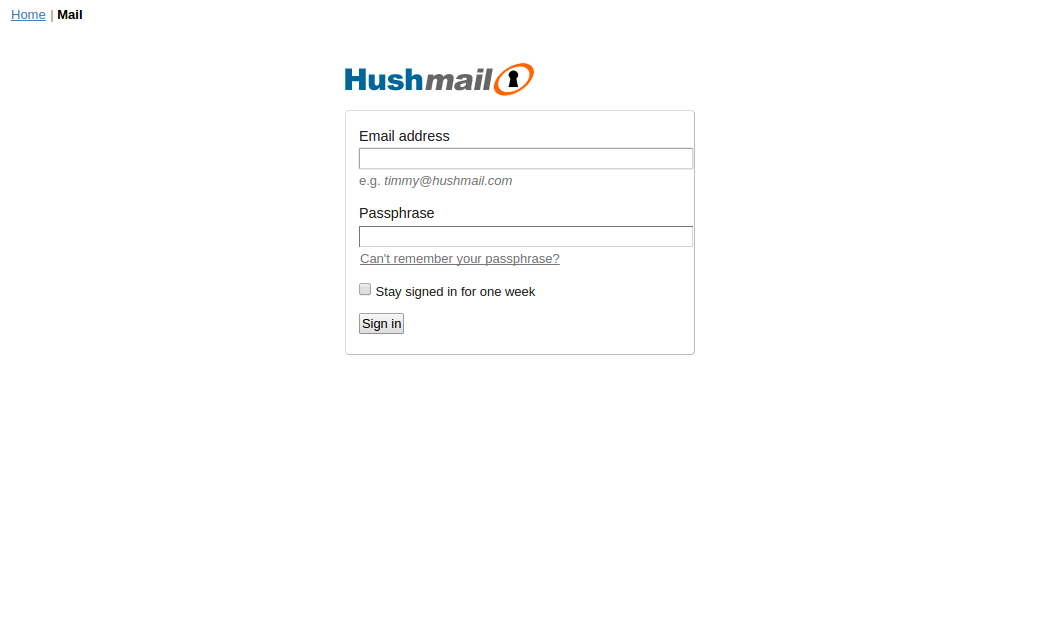 Home | Mail
Hushmail
Email address
e.g. timmy@hushmail.com
Passphrase
Can't remember your passphrase?
Stay signed in for one week
Sign in